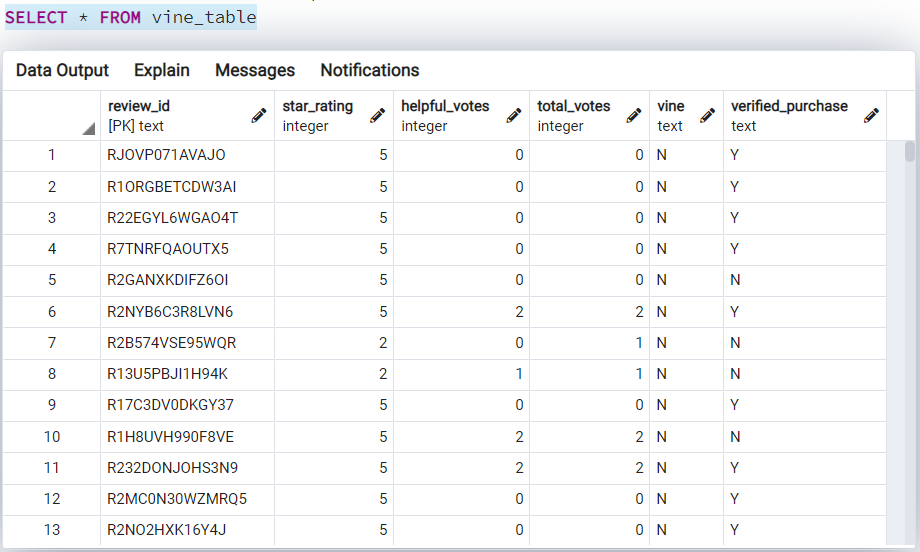 SELECT * FROM vine_table
Data Output Explain Messages Notifications
review_id star_rating helpful_votes total_votes vine verified_purchase
[PK] text integer integer integer text text
1 RJOVP071AVAJO 5 0 0 N Y
2 R1ORGBETCDW3AI 5 0 0 N Y
3 R22EGYL6WGAO4T 5 0 0 N Y
4 R7TNRFQAOUTX5 5 0 0 N Y
5 R2GANXKDIFZ6OI 5 0 0 N N
6 R2NYB6C3R8LVN6 5 2 2 N Y
7 R2B574VSE95WQR 2 0 1 N N
8 R13U5PBJI1H94K 2 1 1 N N
9 R17C3DV0DKGY37 5 0 0 N Y
10 R1H8UVH990F8VE 5 2 2 N N
11 R232DONJOHS3N9 5 2 2 N Y
12 R2MC0N30WZMRQ5 5 0 0 N Y
13 R2NO2HXK16Y4J 5 0 0 N Y